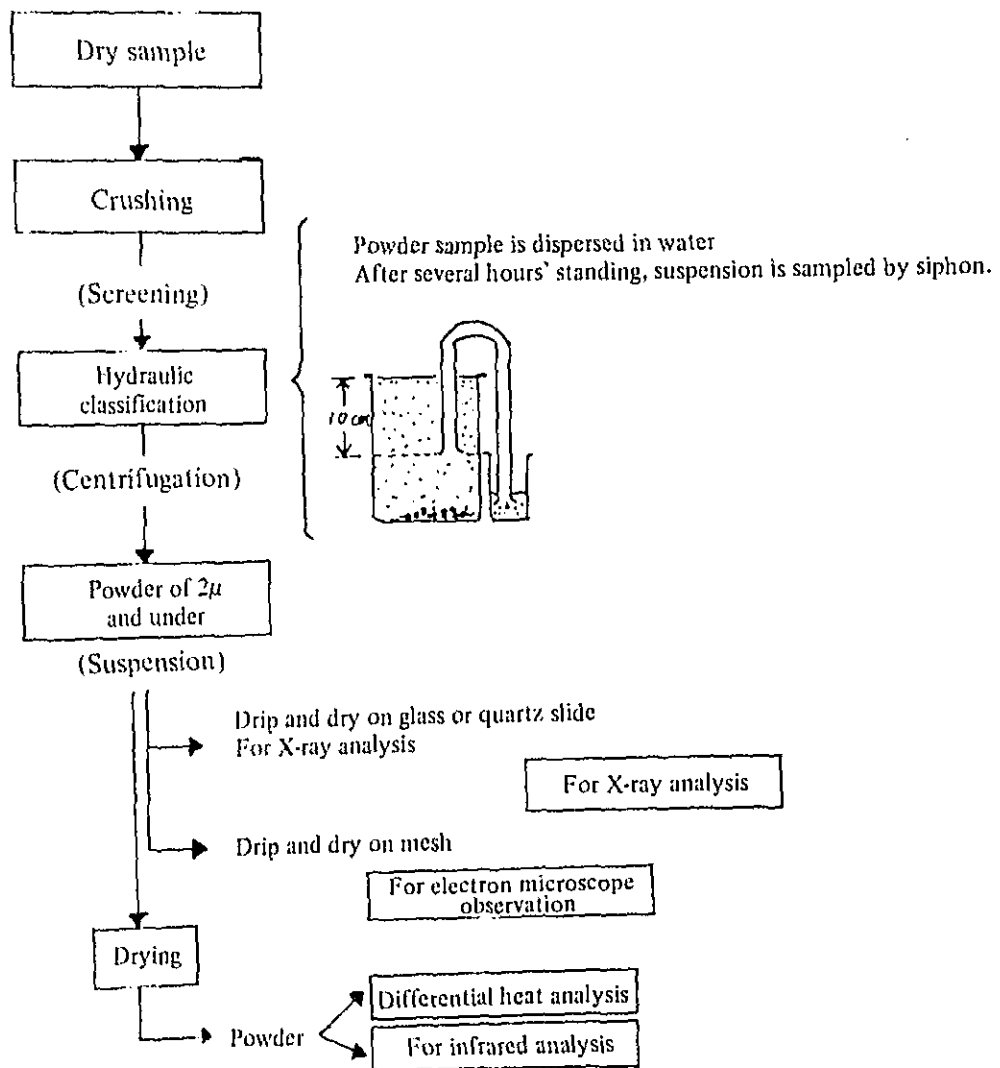 Dry sample
Crushing
Powder sample is dispersed in water
After several hours' standing, suspension is sampled by siphon.
(Screening)
Hydraulic
classification
10 cm
(Centrifugation)
Powder of 2μ
and under
(Suspension)
Drip and dry on glass or quartz slide
For X-ray analysis
For X-ray analysis
Drip and dry on mesh
For electron microscope
observation
Drying
Differential heat analysis
Powder
For infrared analysis